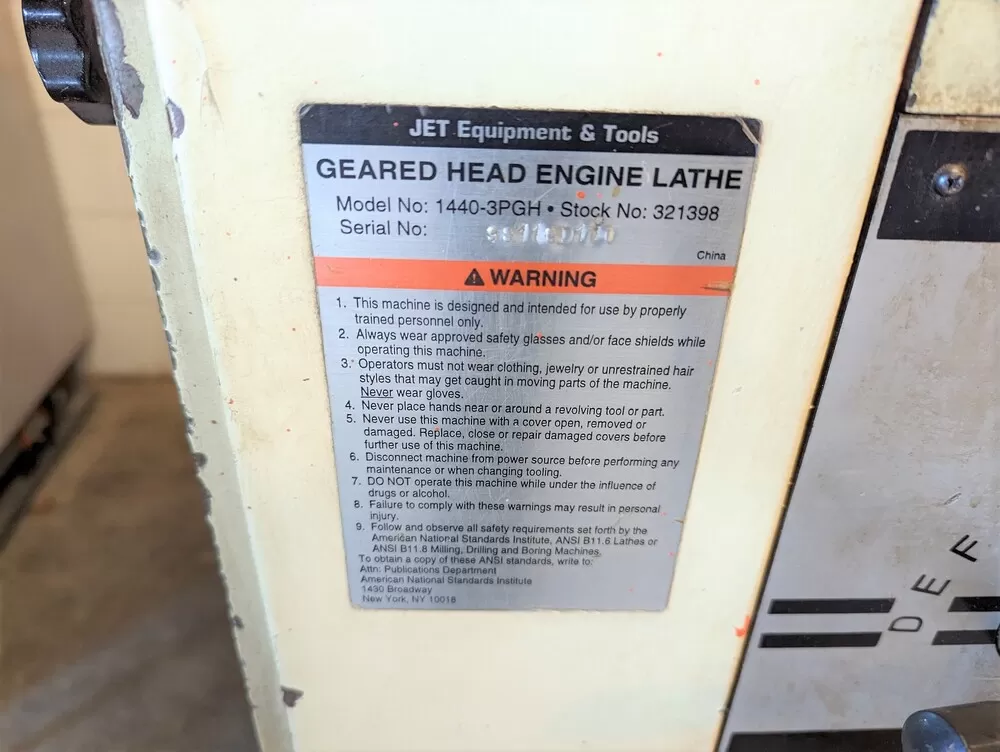 JET Equipment & Tools
GEARED HEAD ENGINE LATHE
Model No: 1440-3PGH • Stock No: 321398
Serial No:
China
⚠ WARNING
1. This machine is designed and intended for use by properly
trained personnel only.
2. Always wear approved safety glasses and/or face shields while
operating this machine.
3. Operators must not wear clothing, jewelry or unrestrained hair
styles that may get caught in moving parts of the machine.
Never wear gloves.
4. Never place hands near or around a revolving tool or part.
5. Never use this machine with a cover open, removed or
damaged. Replace, close or repair damaged covers before
further use of this machine.
6. Disconnect machine from power source before performing any
maintenance or when changing tooling.
7. DO NOT operate this machine while under the influence of
drugs or alcohol.
8. Failure to comply with these warnings may result in personal
injury.
9. Follow and observe all safety requirements set forth by the
American National Standards Institute, ANSI B11.6 Lathes or
ANSI B11.8 Milling, Drilling and Boring Machines.
To obtain a copy of these ANSI standards, write to:
Attn: Publications Department
American National Standards Institute
1430 Broadway
New York, NY 10018
D E F